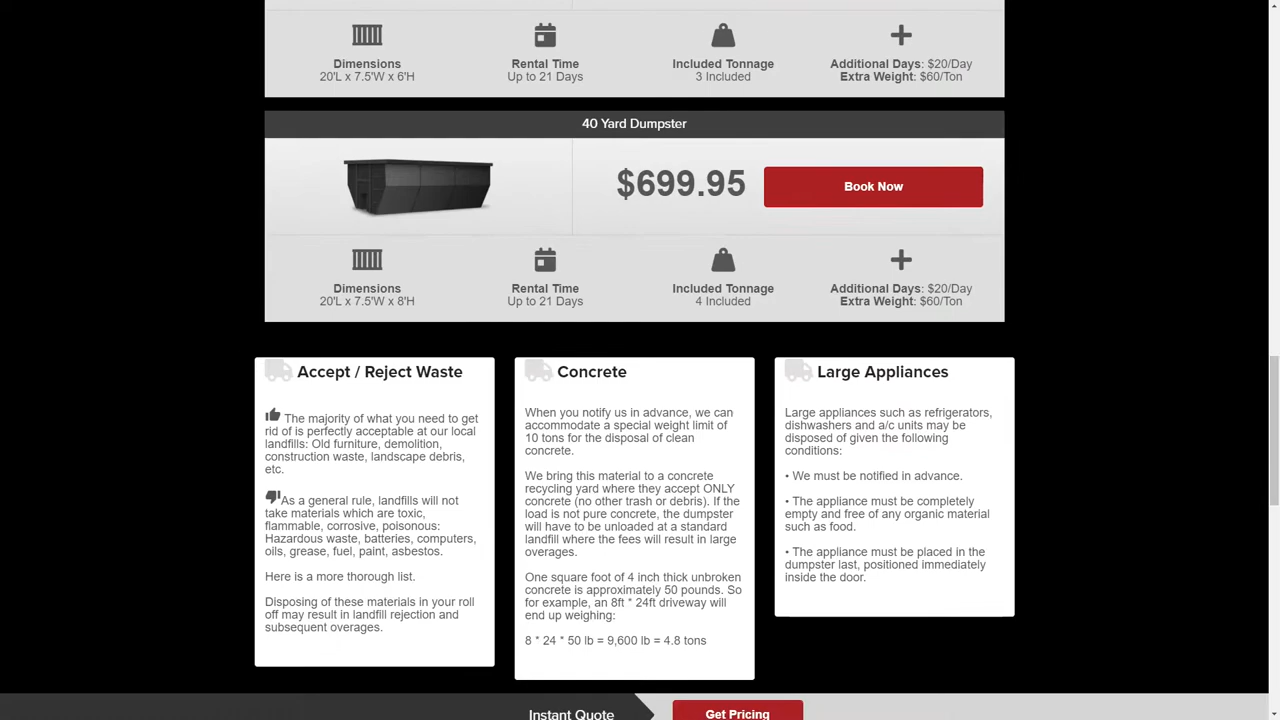 Dimensions
20'L x 7.5'W x 6'H
Rental Time
Up to 21 Days
Included Tonnage
3 Included
Additional Days: $20/Day
Extra Weight: $60/Ton
40 Yard Dumpster
$699.95
Book Now
Dimensions
20'L x 7.5'W x 8'H
Rental Time
Up to 21 Days
Included Tonnage
4 Included
Additional Days: $20/Day
Extra Weight: $60/Ton
Accept / Reject Waste
The majority of what you need to get
rid of is perfectly acceptable at our local
landfills: Old furniture, demolition,
construction waste, landscape debris,
etc.
As a general rule, landfills will not
take materials which are toxic,
flammable, corrosive, poisonous:
Hazardous waste, batteries, computers,
oils, grease, fuel, paint, asbestos.
Here is a more thorough list.
Disposing of these materials in your roll
off may result in landfill rejection and
subsequent overages.
Concrete
When you notify us in advance, we can
accommodate a special weight limit of
10 tons for the disposal of clean
concrete.
We bring this material to a concrete
recycling yard where they accept ONLY
concrete (no other trash or debris). If the
load is not pure concrete, the dumpster
will have to be unloaded at a standard
landfill where the fees will result in large
overages.
One square foot of 4 inch thick unbroken
concrete is approximately 50 pounds. So
for example, an 8ft * 24ft driveway will
end up weighing:
8 * 24 * 50 lb = 9,600 lb = 4.8 tons
Large Appliances
Large appliances such as refrigerators,
dishwashers and a/c units may be
disposed of given the following
conditions:
• We must be notified in advance.
• The appliance must be completely
empty and free of any organic material
such as food.
• The appliance must be placed in the
dumpster last, positioned immediately
inside the door.
Instant Quote
Get Pricing